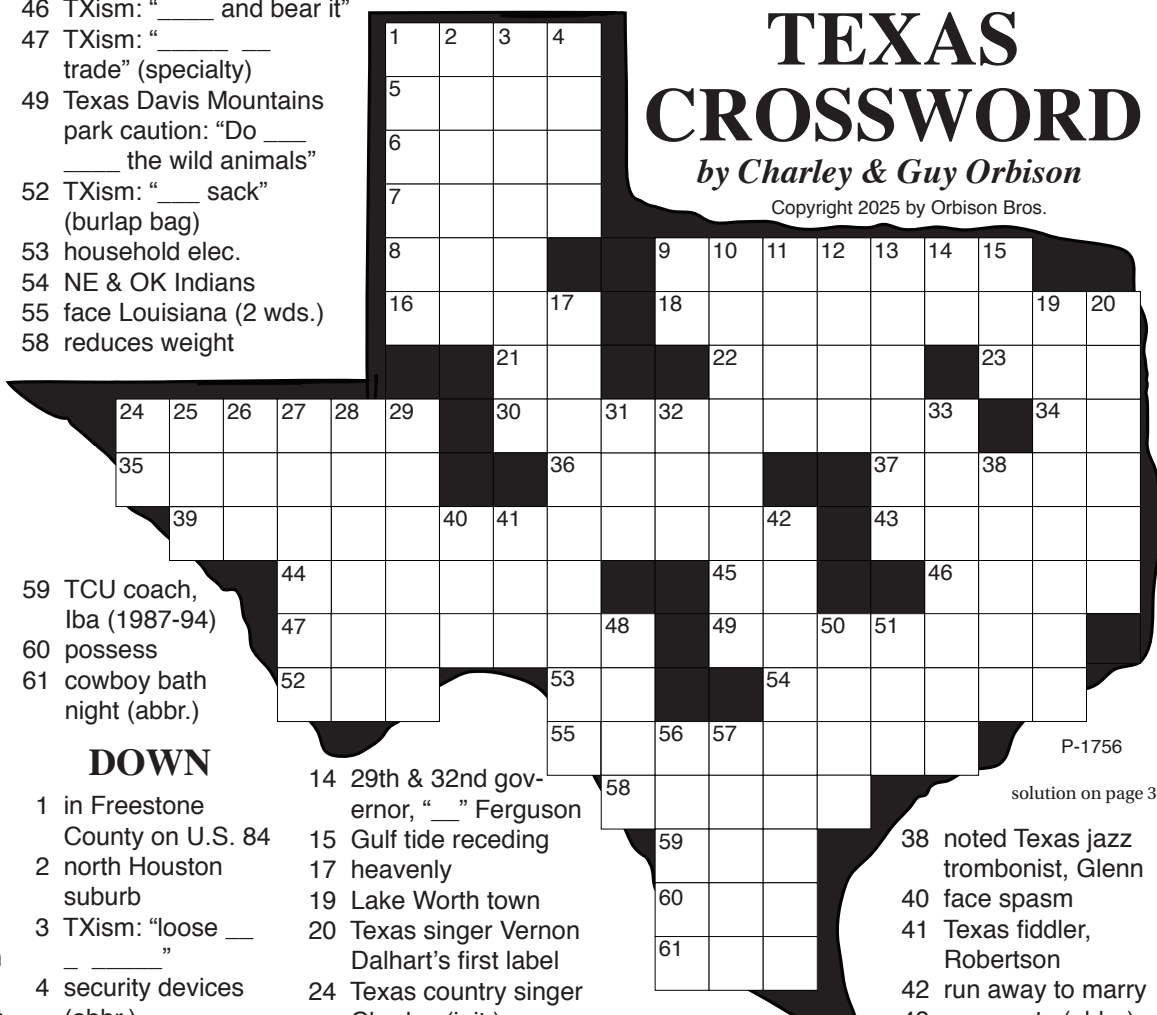 46 TXism: “____ and bear it”
47 TXism: “_____ __
trade” (specialty)
49 Texas Davis Mountains
park caution: “Do ___
____ the wild animals”
52 TXism: “___ sack”
(burlap bag)
53 household elec.
54 NE & OK Indians
55 face Louisiana (2 wds.)
58 reduces weight
59 TCU coach,
Iba (1987-94)
60 possess
61 cowboy bath
night (abbr.)
DOWN
1 in Freestone
County on U.S. 84
2 north Houston
suburb
3 TXism: “loose __
_ _____”
4 security devices
(abbr.)
14 29th & 32nd gov-
ernor, “__” Ferguson
15 Gulf tide receding
17 heavenly
19 Lake Worth town
20 Texas singer Vernon
Dalhart’s first label
24 Texas country singer
TEXAS
CROSSWORD
by Charley & Guy Orbison
Copyright 2025 by Orbison Bros.
1 2 3 4
5
6
7
8 9 10 11 12 13 14 15
16 17 18 19 20
21 22 23
24 25 26 27 28 29 30 31 32 33 34
35 36 37 38
39 40 41 42 43
44 45 46
47 48 49 50 51
52 53 54
55 56 57
58
59
60
61
P-1756
solution on page 3
38 noted Texas jazz
trombonist, Glenn
40 face spasm
41 Texas fiddler,
Robertson
42 run away to marry